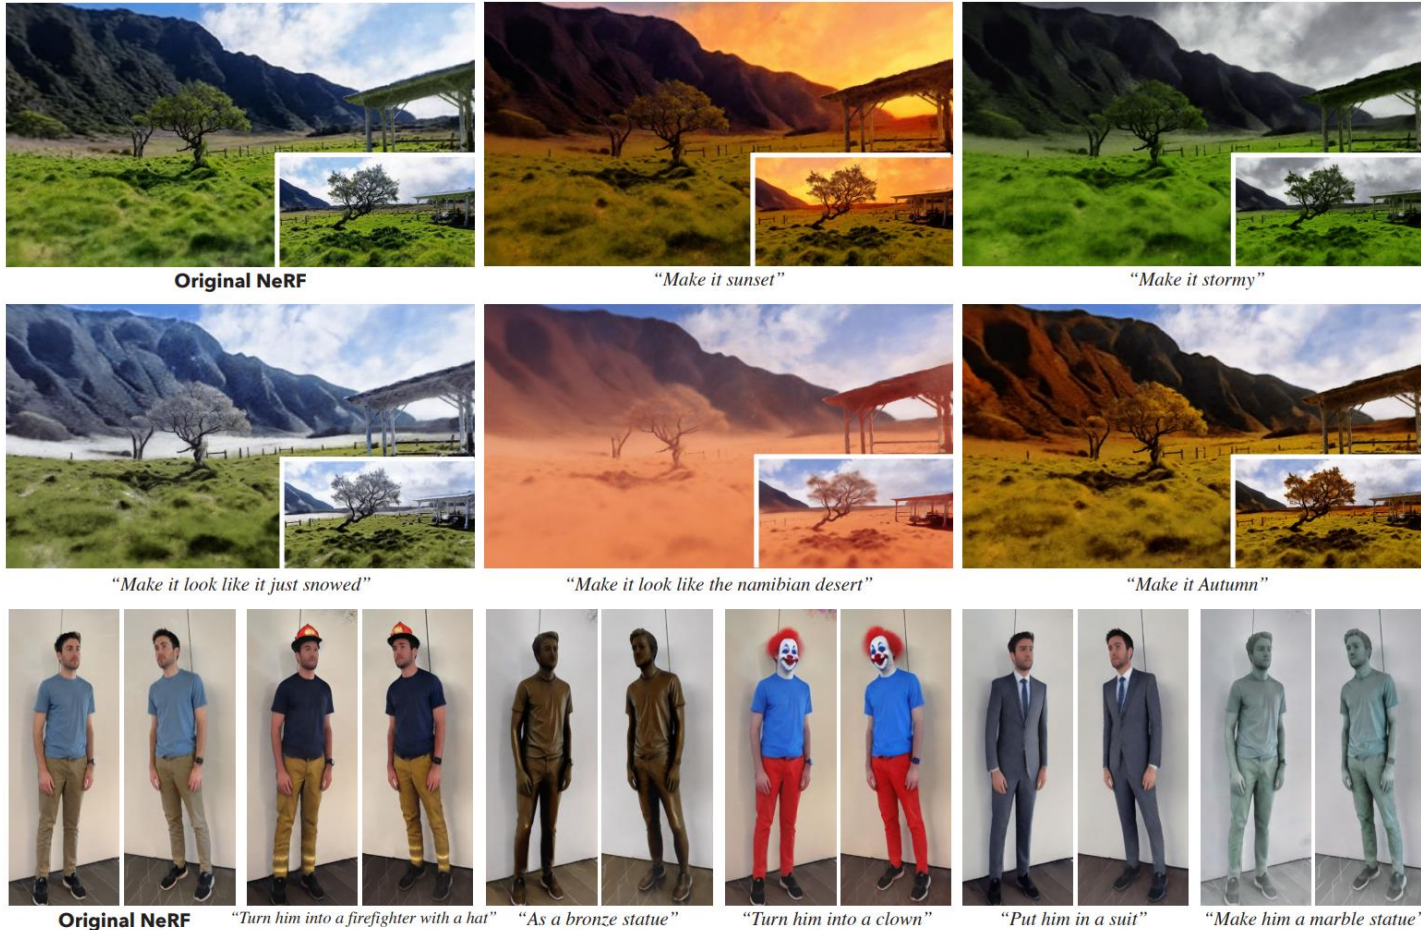 Original NeRF
“Make it sunset”
“Make it stormy”
“Make it look like it just snowed”
“Make it look like the namibian desert”
“Make it Autumn”
Original NeRF
“Turn him into a firefighter with a hat”
“As a bronze statue”
“Turn him into a clown”
“Put him in a suit”
“Make him a marble statue”